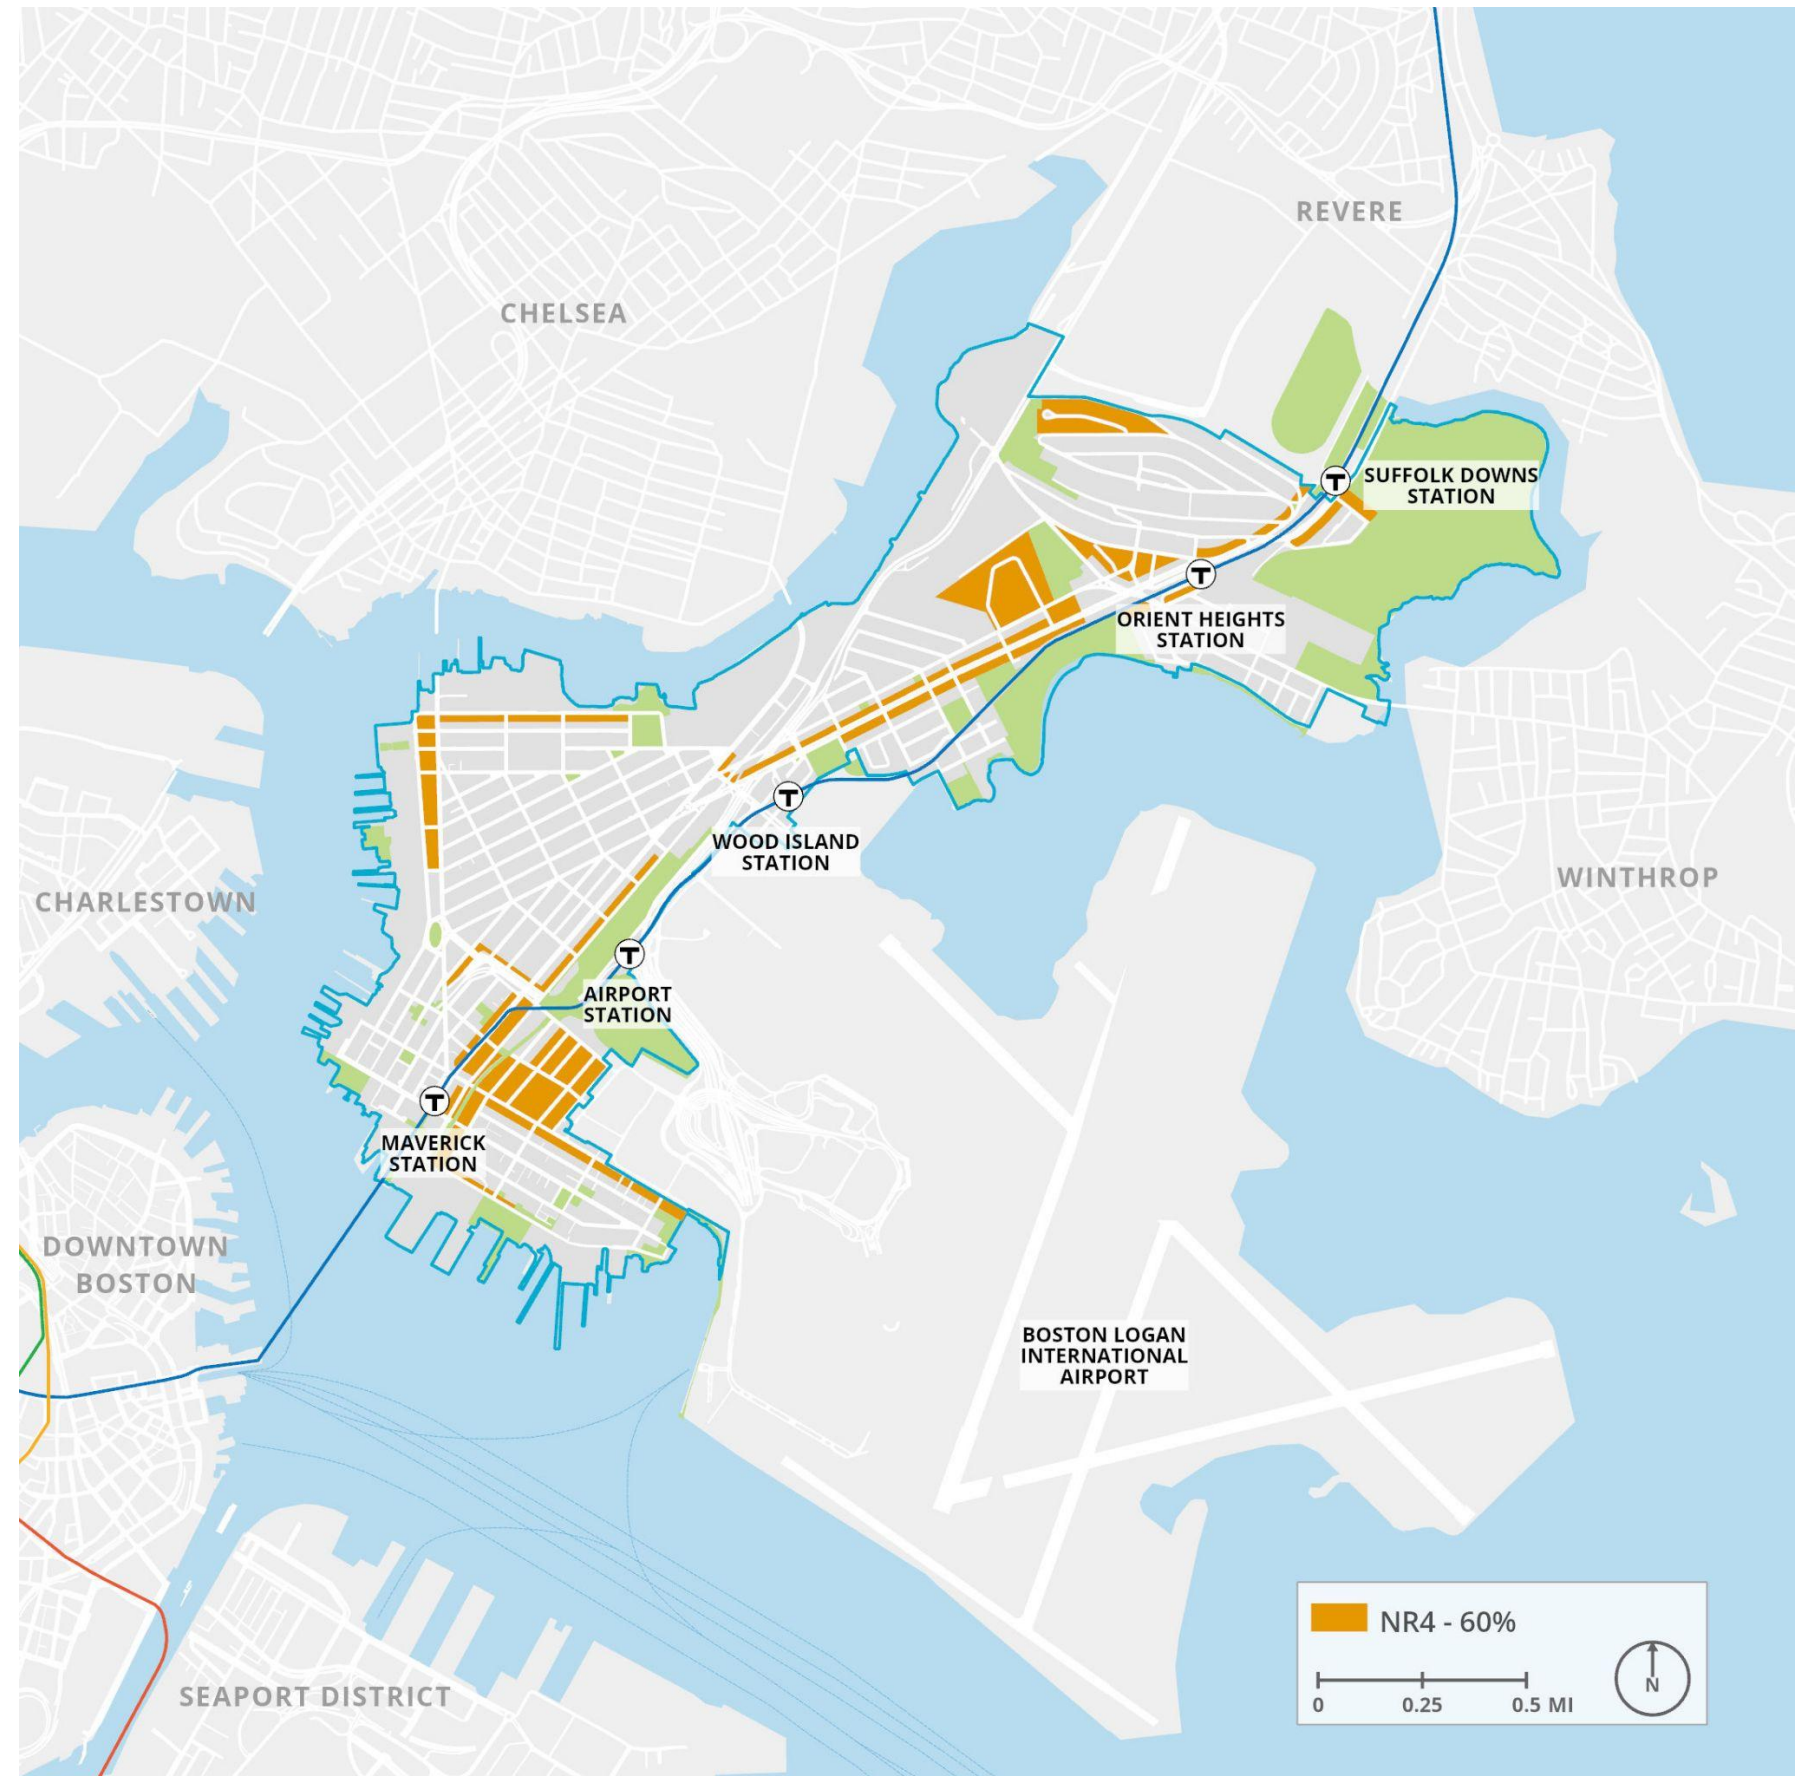 REVERE
CHELSEA
T
SUFFOLK DOWNS
STATION
T
ORIENT HEIGHTS
STATION
T
WOOD ISLAND
STATION
WINTHROP
CHARLESTOWN
T
AIRPORT
STATION
T
MAVERICK
STATION
DOWNTOWN
BOSTON
BOSTON LOGAN
INTERNATIONAL
AIRPORT
SEAPORT DISTRICT
NR4 - 60%
0 0.25 0.5 MI
N